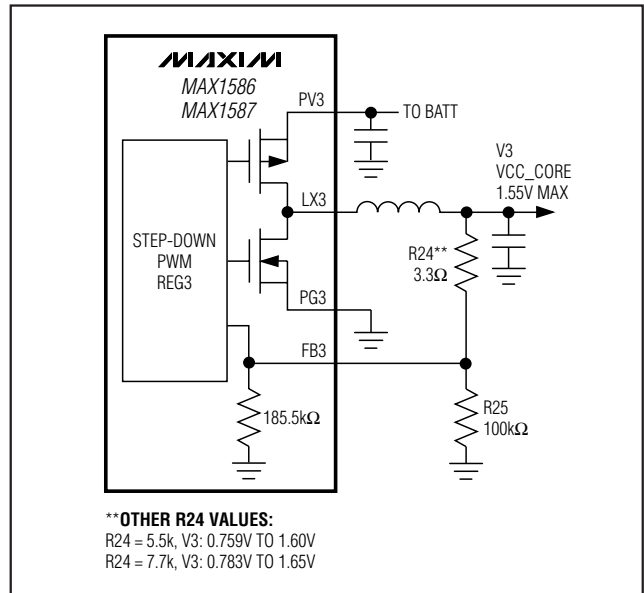 MAXIM
MAX1586
MAX1587
PV3
TO BATT
V3
VCC_CORE
1.55V MAX
LX3
STEP-DOWN
PWM
REG3
R24**
3.3Ω
PG3
FB3
185.5kΩ
R25
100kΩ
**OTHER R24 VALUES:
R24 = 5.5k, V3: 0.759V TO 1.60V
R24 = 7.7k, V3: 0.783V TO 1.65V